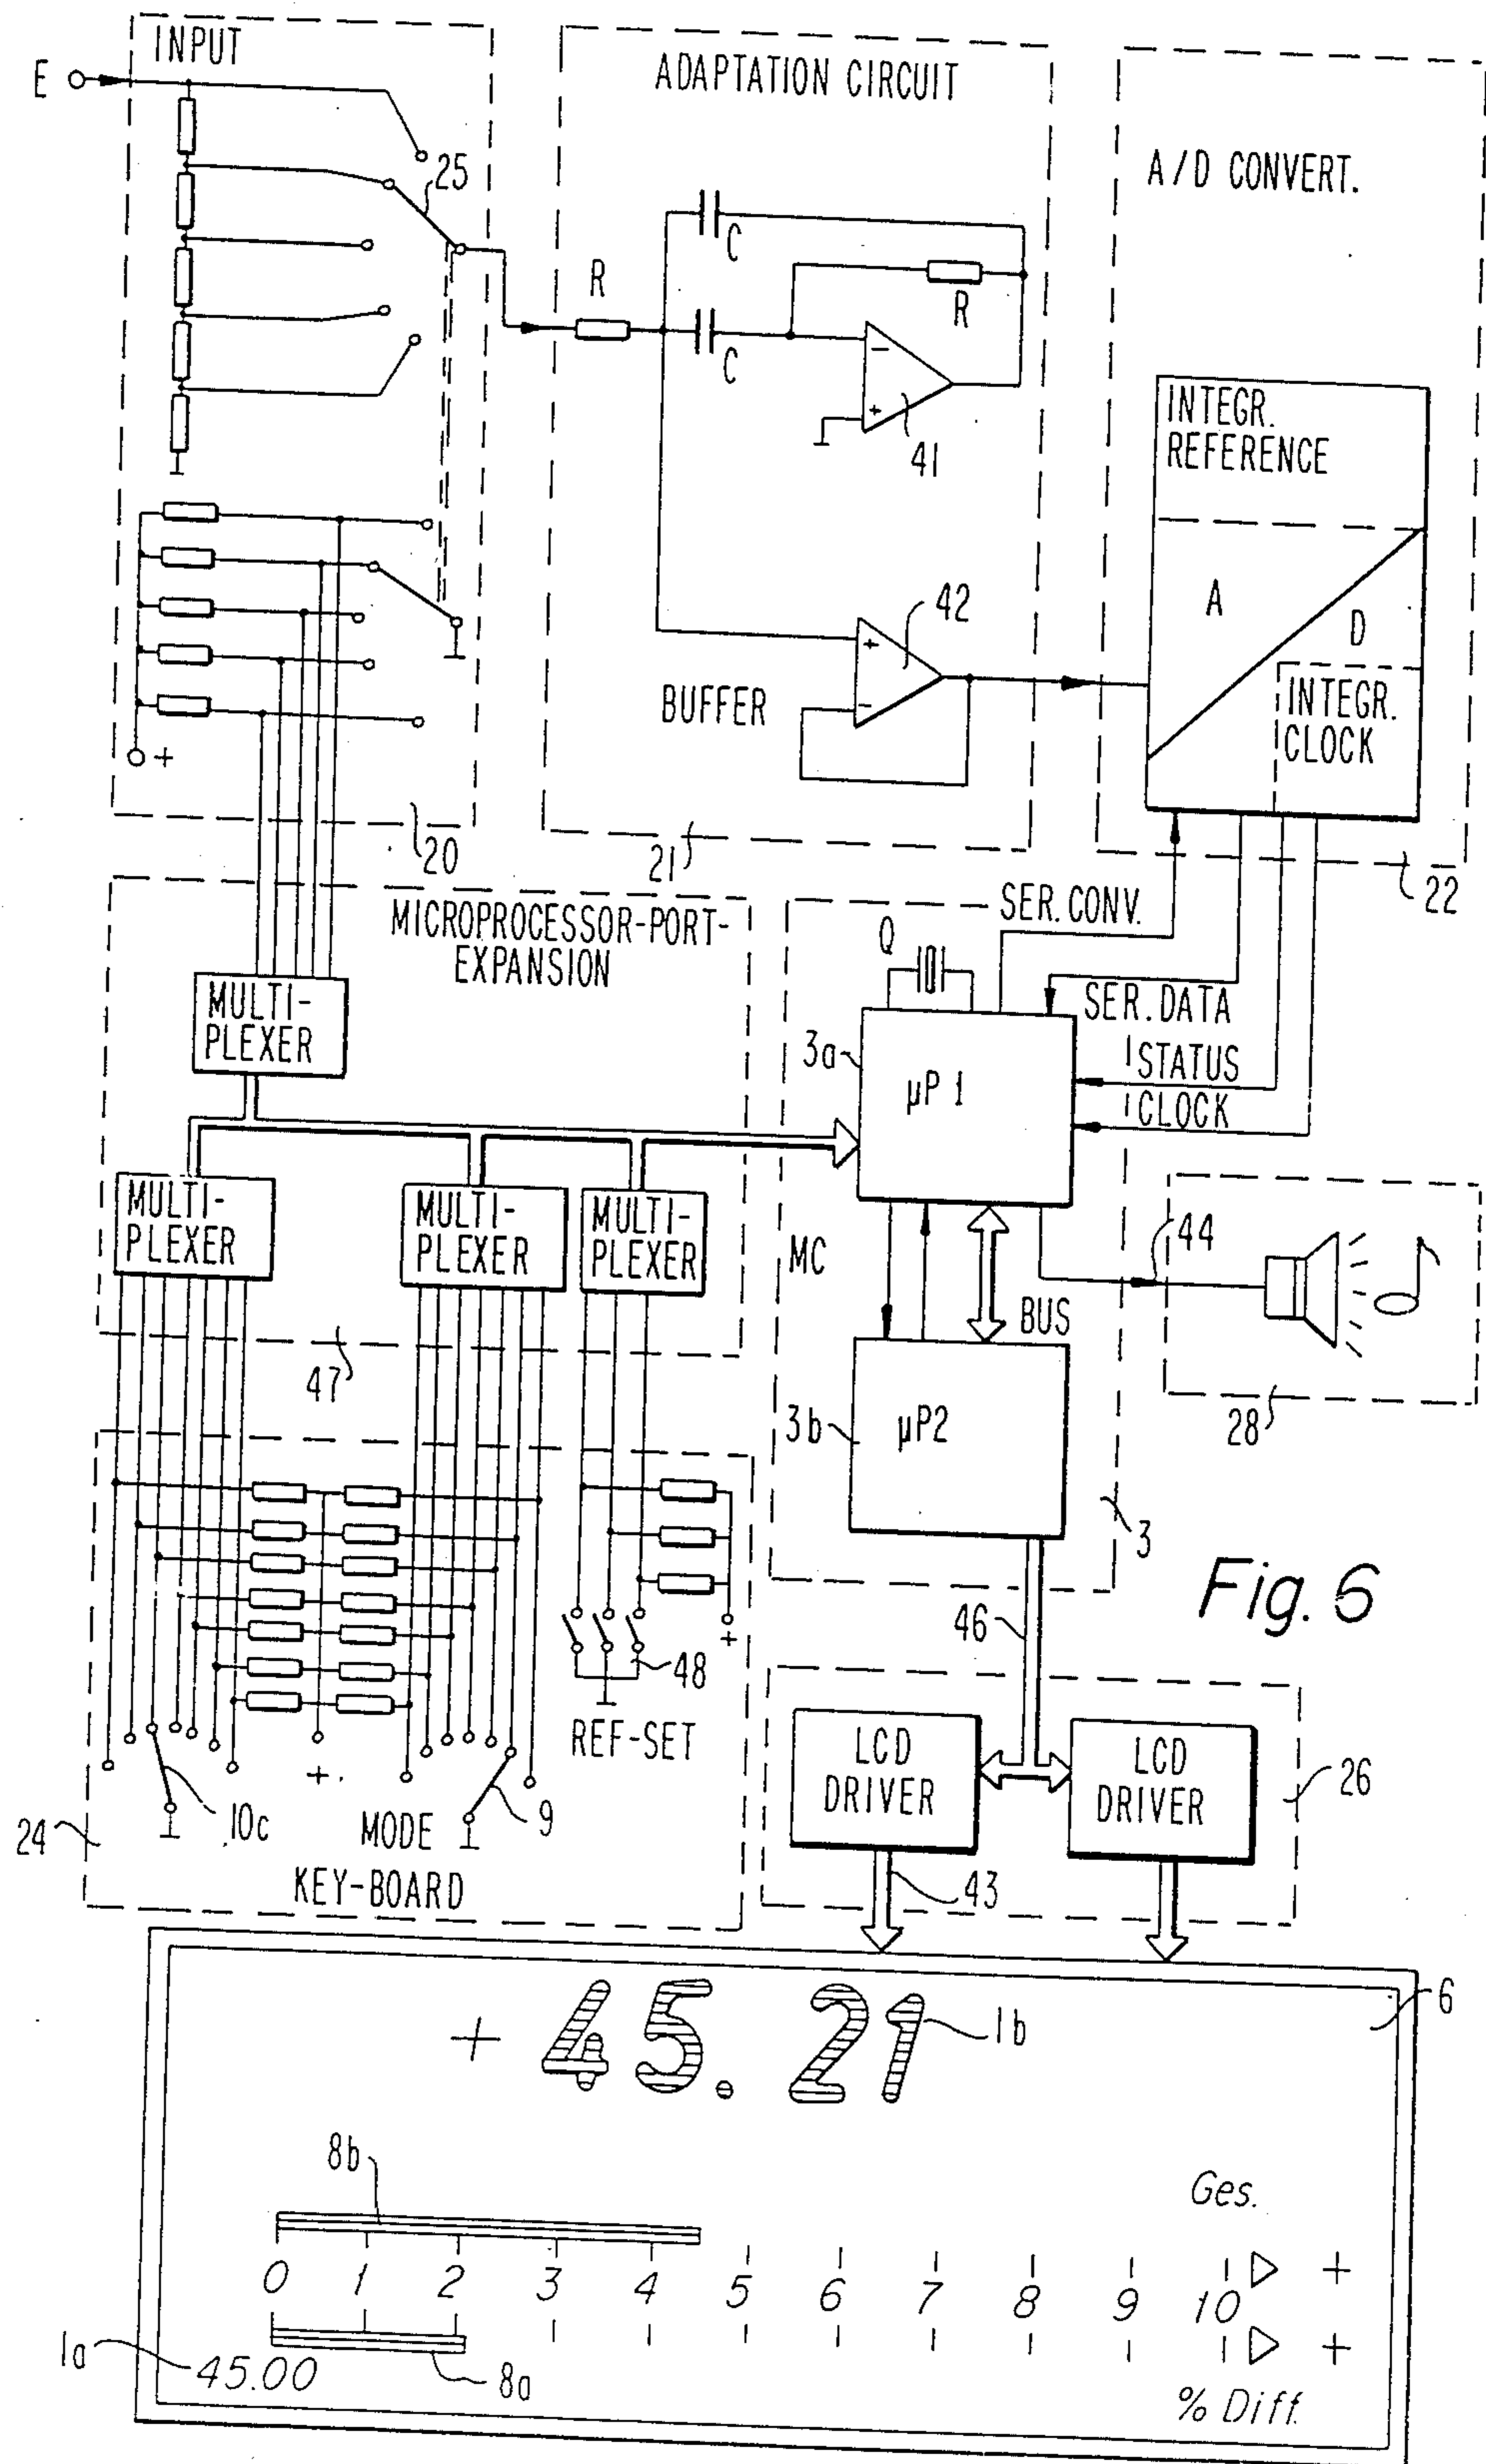 INPUT
E
25
+
20
ADAPTATION CIRCUIT
C
R
R
C
−
+
41
42
+
−
BUFFER
21
A/D CONVERT.
INTEGR.
REFERENCE
A
D
INTEGR.
CLOCK
22
MICROPROCESSOR-PORT-
EXPANSION
MULTI-
PLEXER
MULTI-
PLEXER
MULTI-
PLEXER
MULTI-
PLEXER
47
SER. CONV.
Q
SER. DATA
STATUS
CLOCK
3a
µP 1
MC
BUS
3b
µP2
3
44
28
Fig. 6
46
48
+
REF-SET
+
10c
MODE
9
24
KEY-BOARD
LCD
DRIVER
LCD
DRIVER
26
43
6
+ 45.21
1b
8b
Ges.
0 1 2 3 4 5 6 7 8 9 10
+
+
1a
45.00
8a
% Diff.